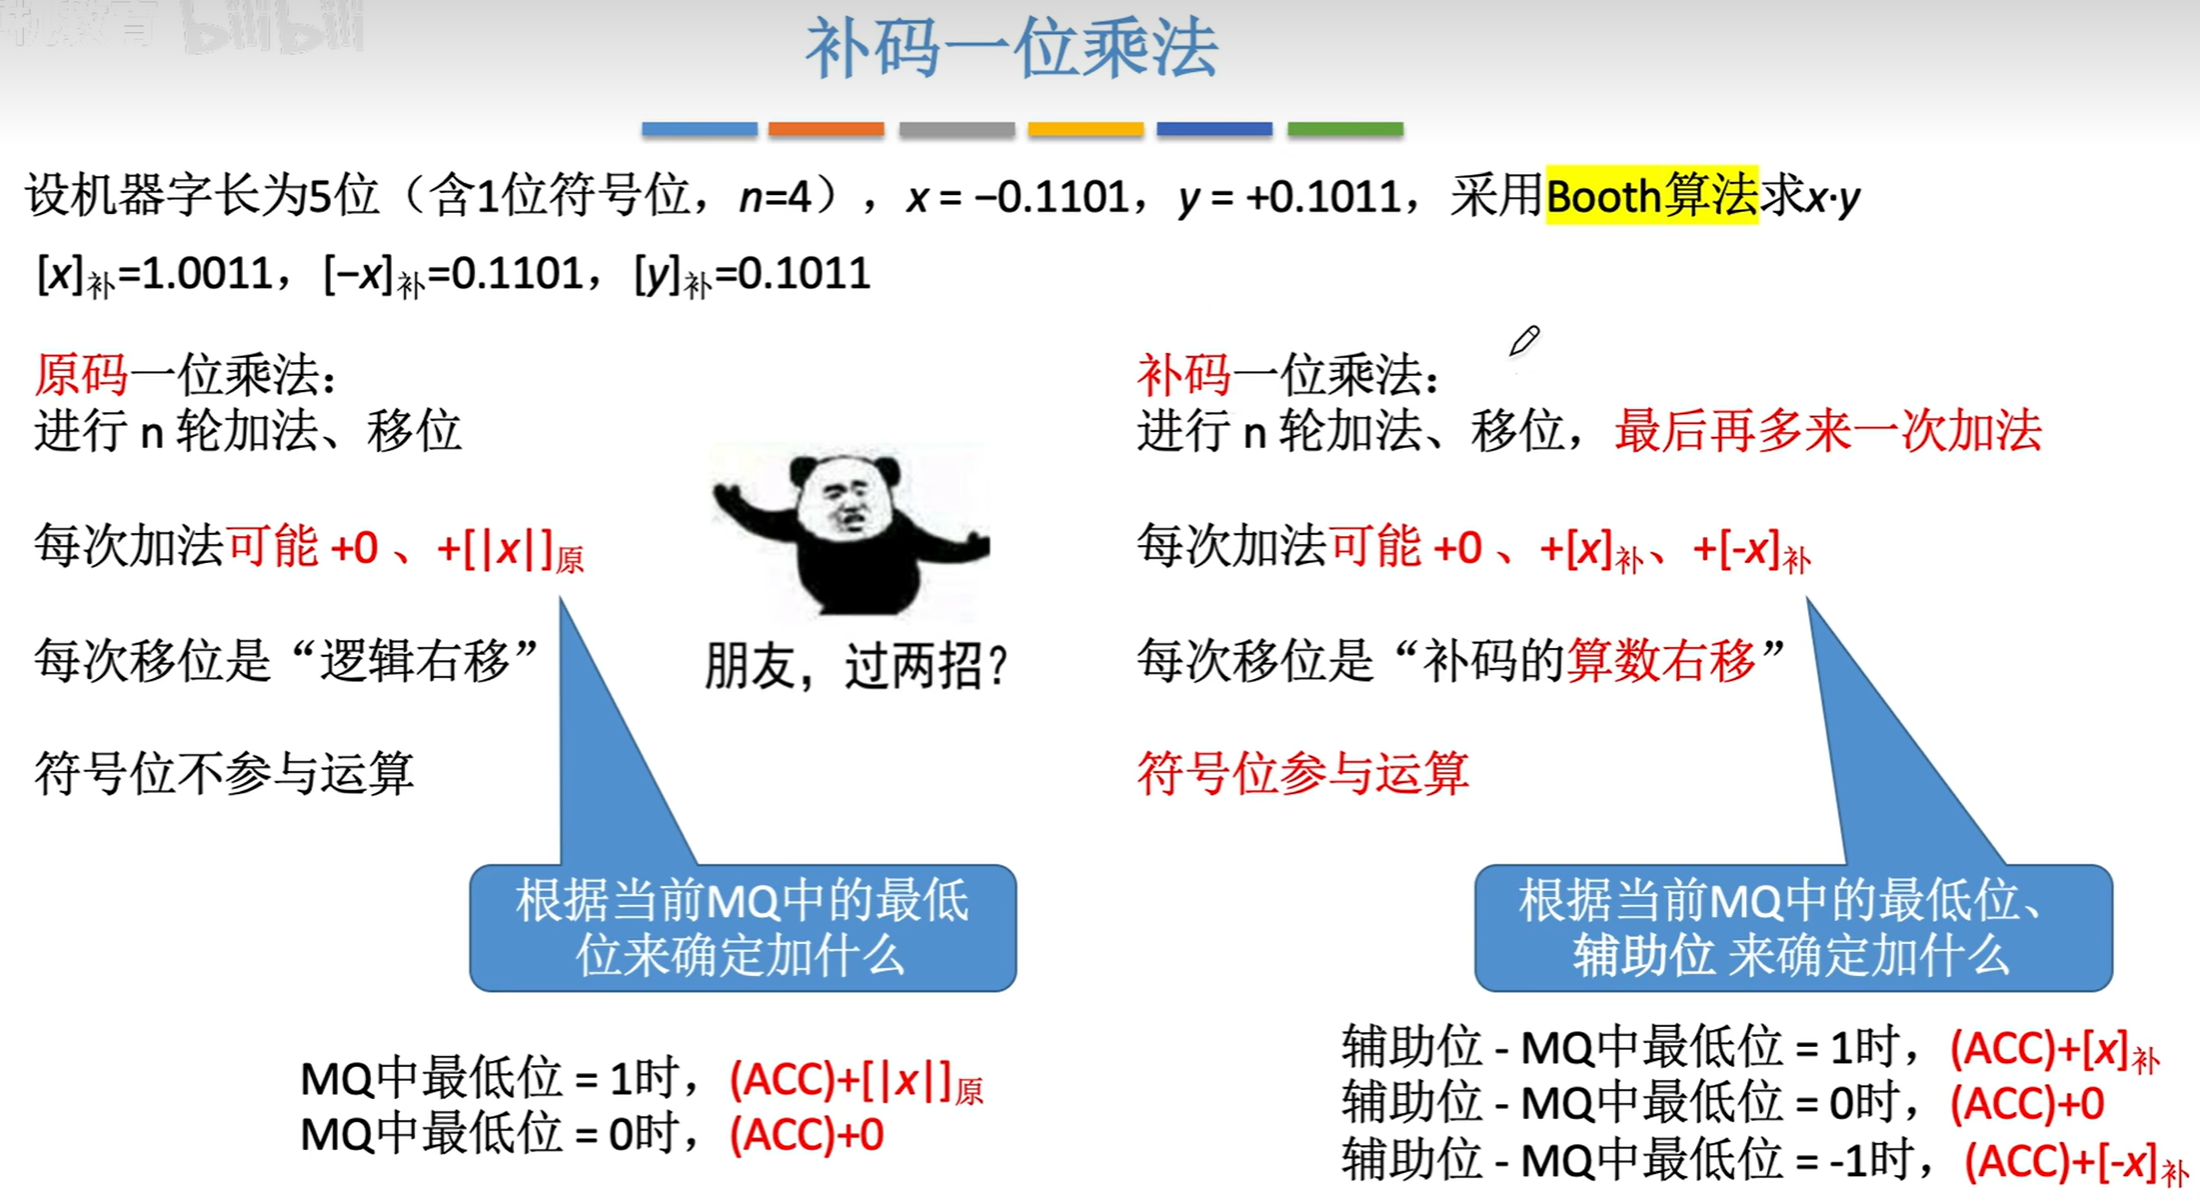 bilibili
补码一位乘法
设机器字长为5位（含1位符号位，n=4），x = −0.1101，y = +0.1011，采用Booth算法求x·y
[x]补=1.0011，[−x]补=0.1101，[y]补=0.1011
原码一位乘法：
进行 n 轮加法、移位
每次加法可能 +0 、+[|x|]原
每次移位是“逻辑右移”
符号位不参与运算
根据当前MQ中的最低
位来确定加什么
MQ中最低位 = 1时，(ACC)+[|x|]原
MQ中最低位 = 0时，(ACC)+0
朋友，过两招?
补码一位乘法：
进行 n 轮加法、移位，最后再多来一次加法
每次加法可能 +0 、+[x]补、+[-x]补
每次移位是“补码的算数右移”
符号位参与运算
根据当前MQ中的最低位、
辅助位 来确定加什么
辅助位 - MQ中最低位 = 1时，(ACC)+[x]补
辅助位 - MQ中最低位 = 0时，(ACC)+0
辅助位 - MQ中最低位 = -1时，(ACC)+[-x]补